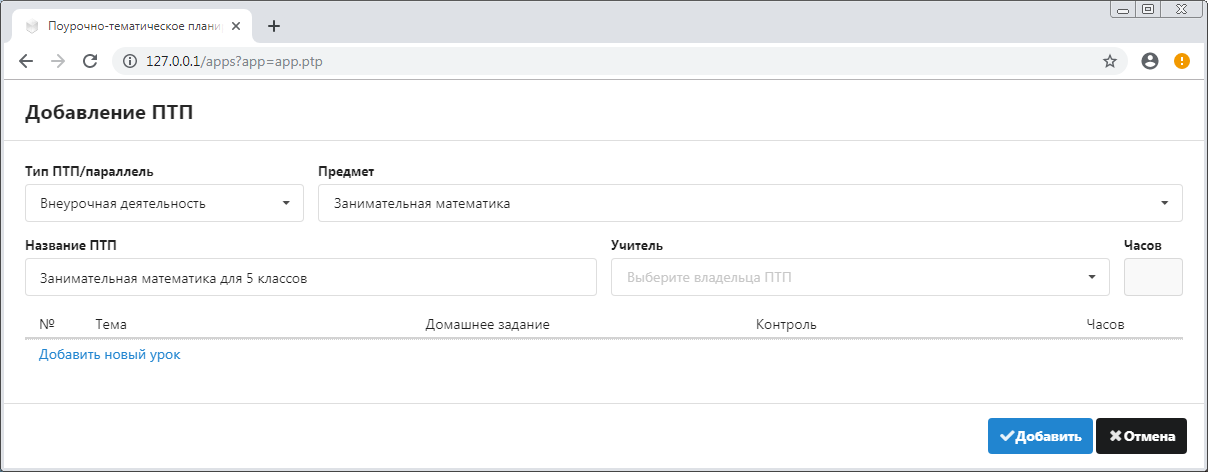 Поурочно-тематическое плани
127.0.0.1/apps?app=app.ptp
Добавление ПТП
Тип ПТП/параллель Предмет
Внеурочная деятельность Занимательная математика
Название ПТП Учитель Часов
Занимательная математика для 5 классов Выберите владельца ПТП
№ Тема Домашнее задание Контроль Часов
Добавить новый урок
Добавить Отмена